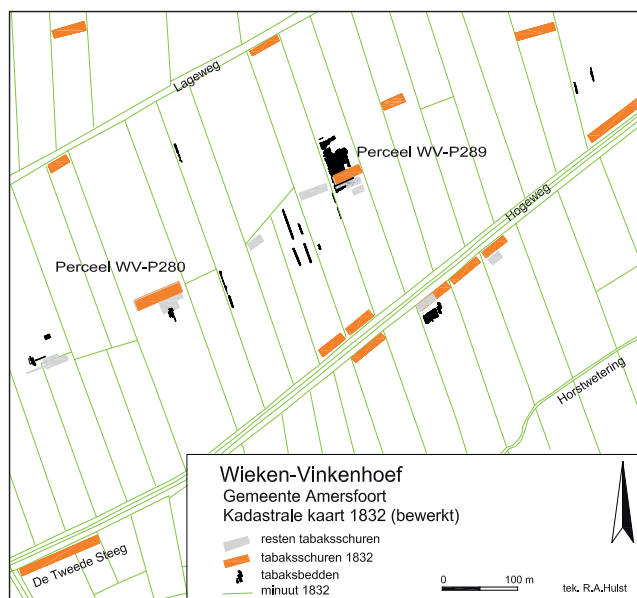 Lageweg
Perceel WV-P289
Hogeweg
Perceel WV-P280
Horstwetering
De Tweede Steeg
Wieken-Vinkenhoef
Gemeente Amersfoort
Kadastrale kaart 1832 (bewerkt)
resten tabaksschuren
tabaksschuren 1832
tabaksbedden
minuut 1832
0 100 m
tek. R.A.Hulst